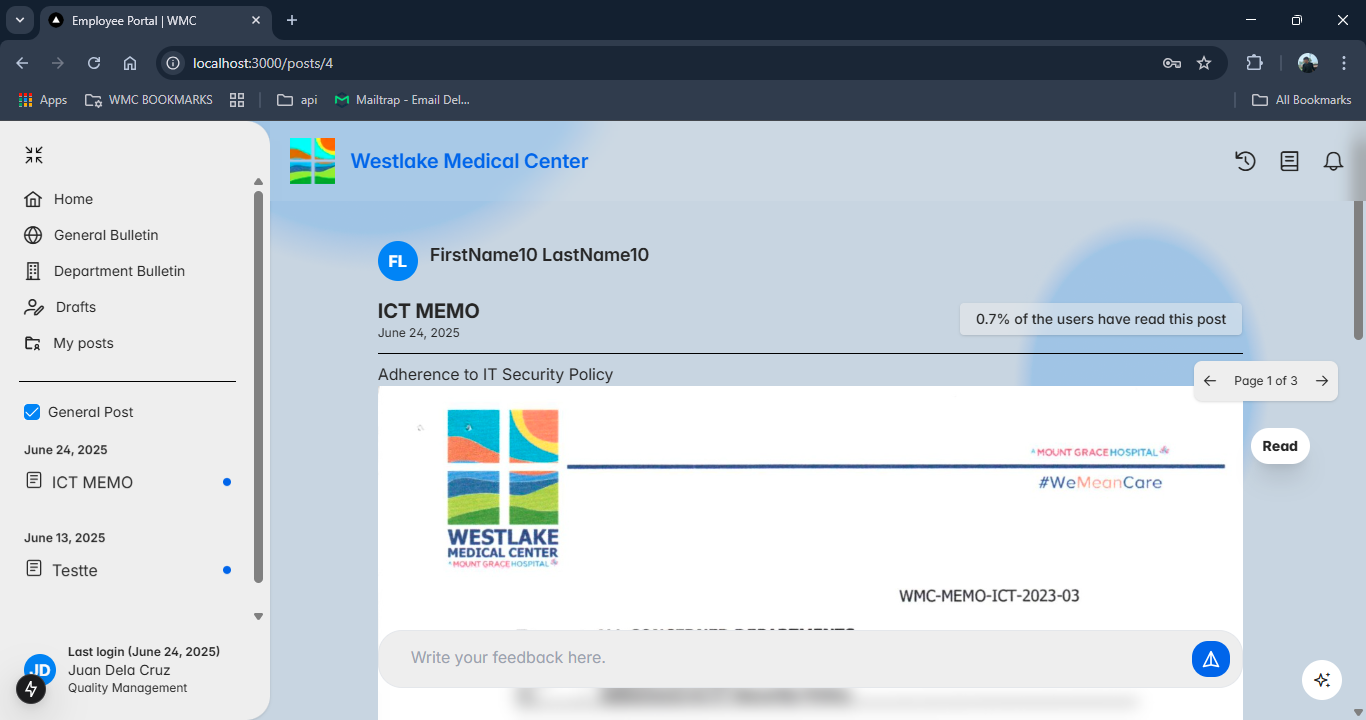 Employee Portal | WMC
localhost:3000/posts/4
Apps
WMC BOOKMARKS
api
Mailtrap - Email Del...
All Bookmarks
Westlake Medical Center
Home
General Bulletin
Department Bulletin
Drafts
My posts
General Post
June 24, 2025
ICT MEMO
June 13, 2025
Testte
Last login (June 24, 2025)
JD
Juan Dela Cruz
Quality Management
FL
FirstName10 LastName10
ICT MEMO
June 24, 2025
0.7% of the users have read this post
Adherence to IT Security Policy
Page 1 of 3
Read
A MOUNT GRACE HOSPITAL
#WeMeanCare
WESTLAKE
MEDICAL CENTER
A MOUNT GRACE HOSPITAL
WMC-MEMO-ICT-2023-03
CONCERNED DEPARTMENTS
Write your feedback here.